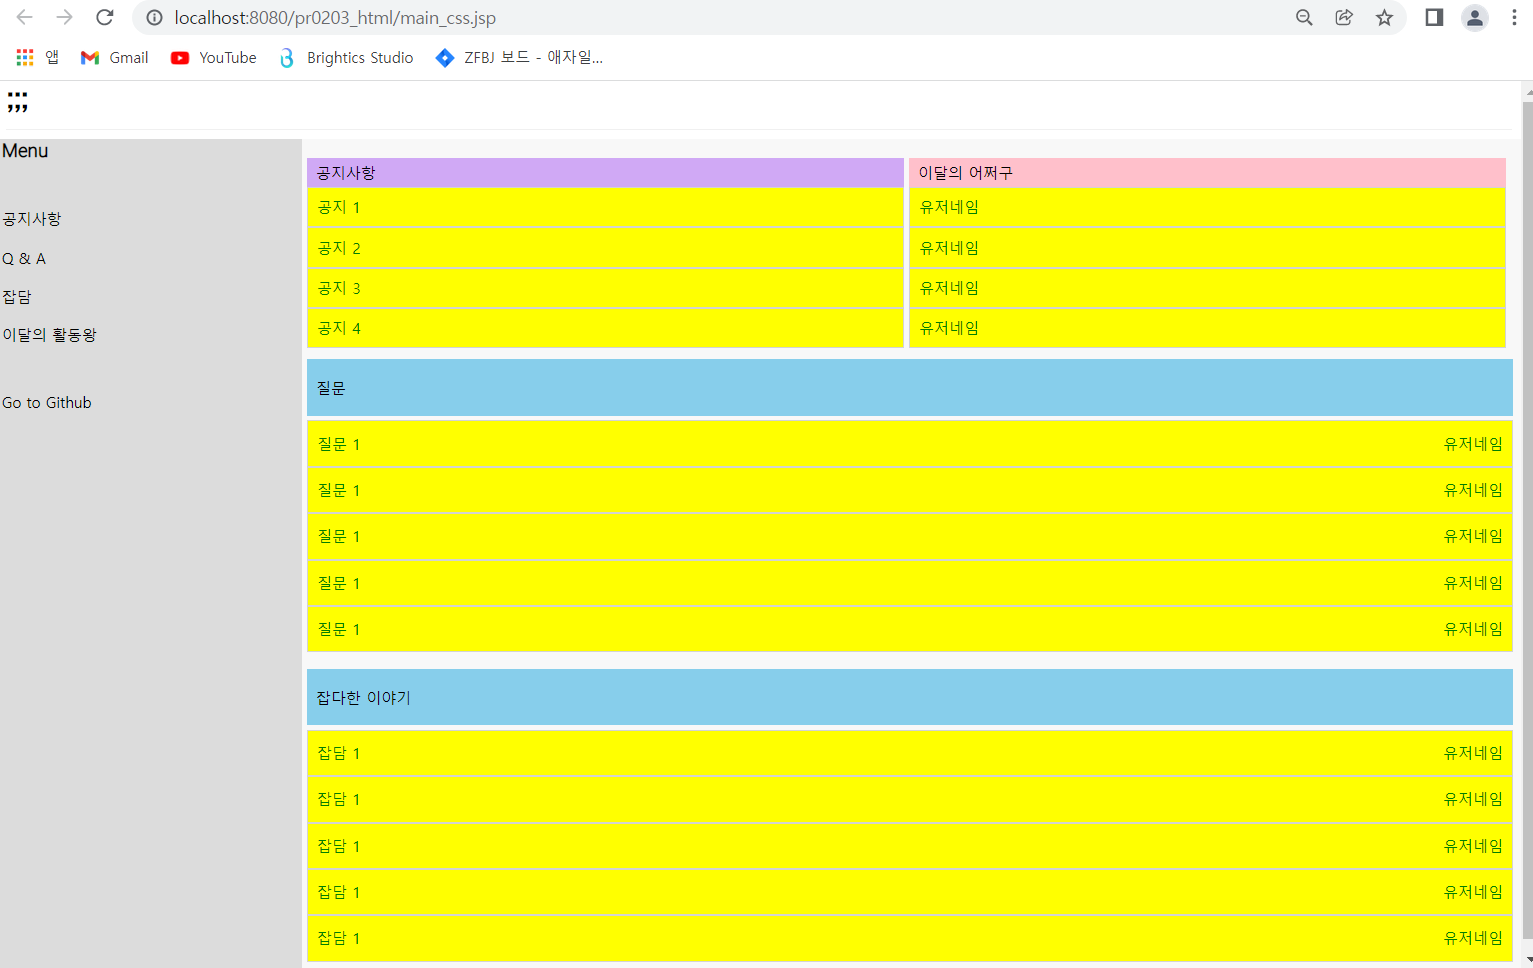 localhost:8080/pr0203_html/main_css.jsp
앱 Gmail YouTube Brightics Studio ZFBJ 보드 - 애자일...
;;;
Menu
공지사항
Q & A
잡담
이달의 활동왕
Go to Github
공지사항
공지 1
공지 2
공지 3
공지 4
이달의 어쩌구
유저네임
유저네임
유저네임
유저네임
질문
질문 1 유저네임
질문 1 유저네임
질문 1 유저네임
질문 1 유저네임
질문 1 유저네임
잡다한 이야기
잡담 1 유저네임
잡담 1 유저네임
잡담 1 유저네임
잡담 1 유저네임
잡담 1 유저네임